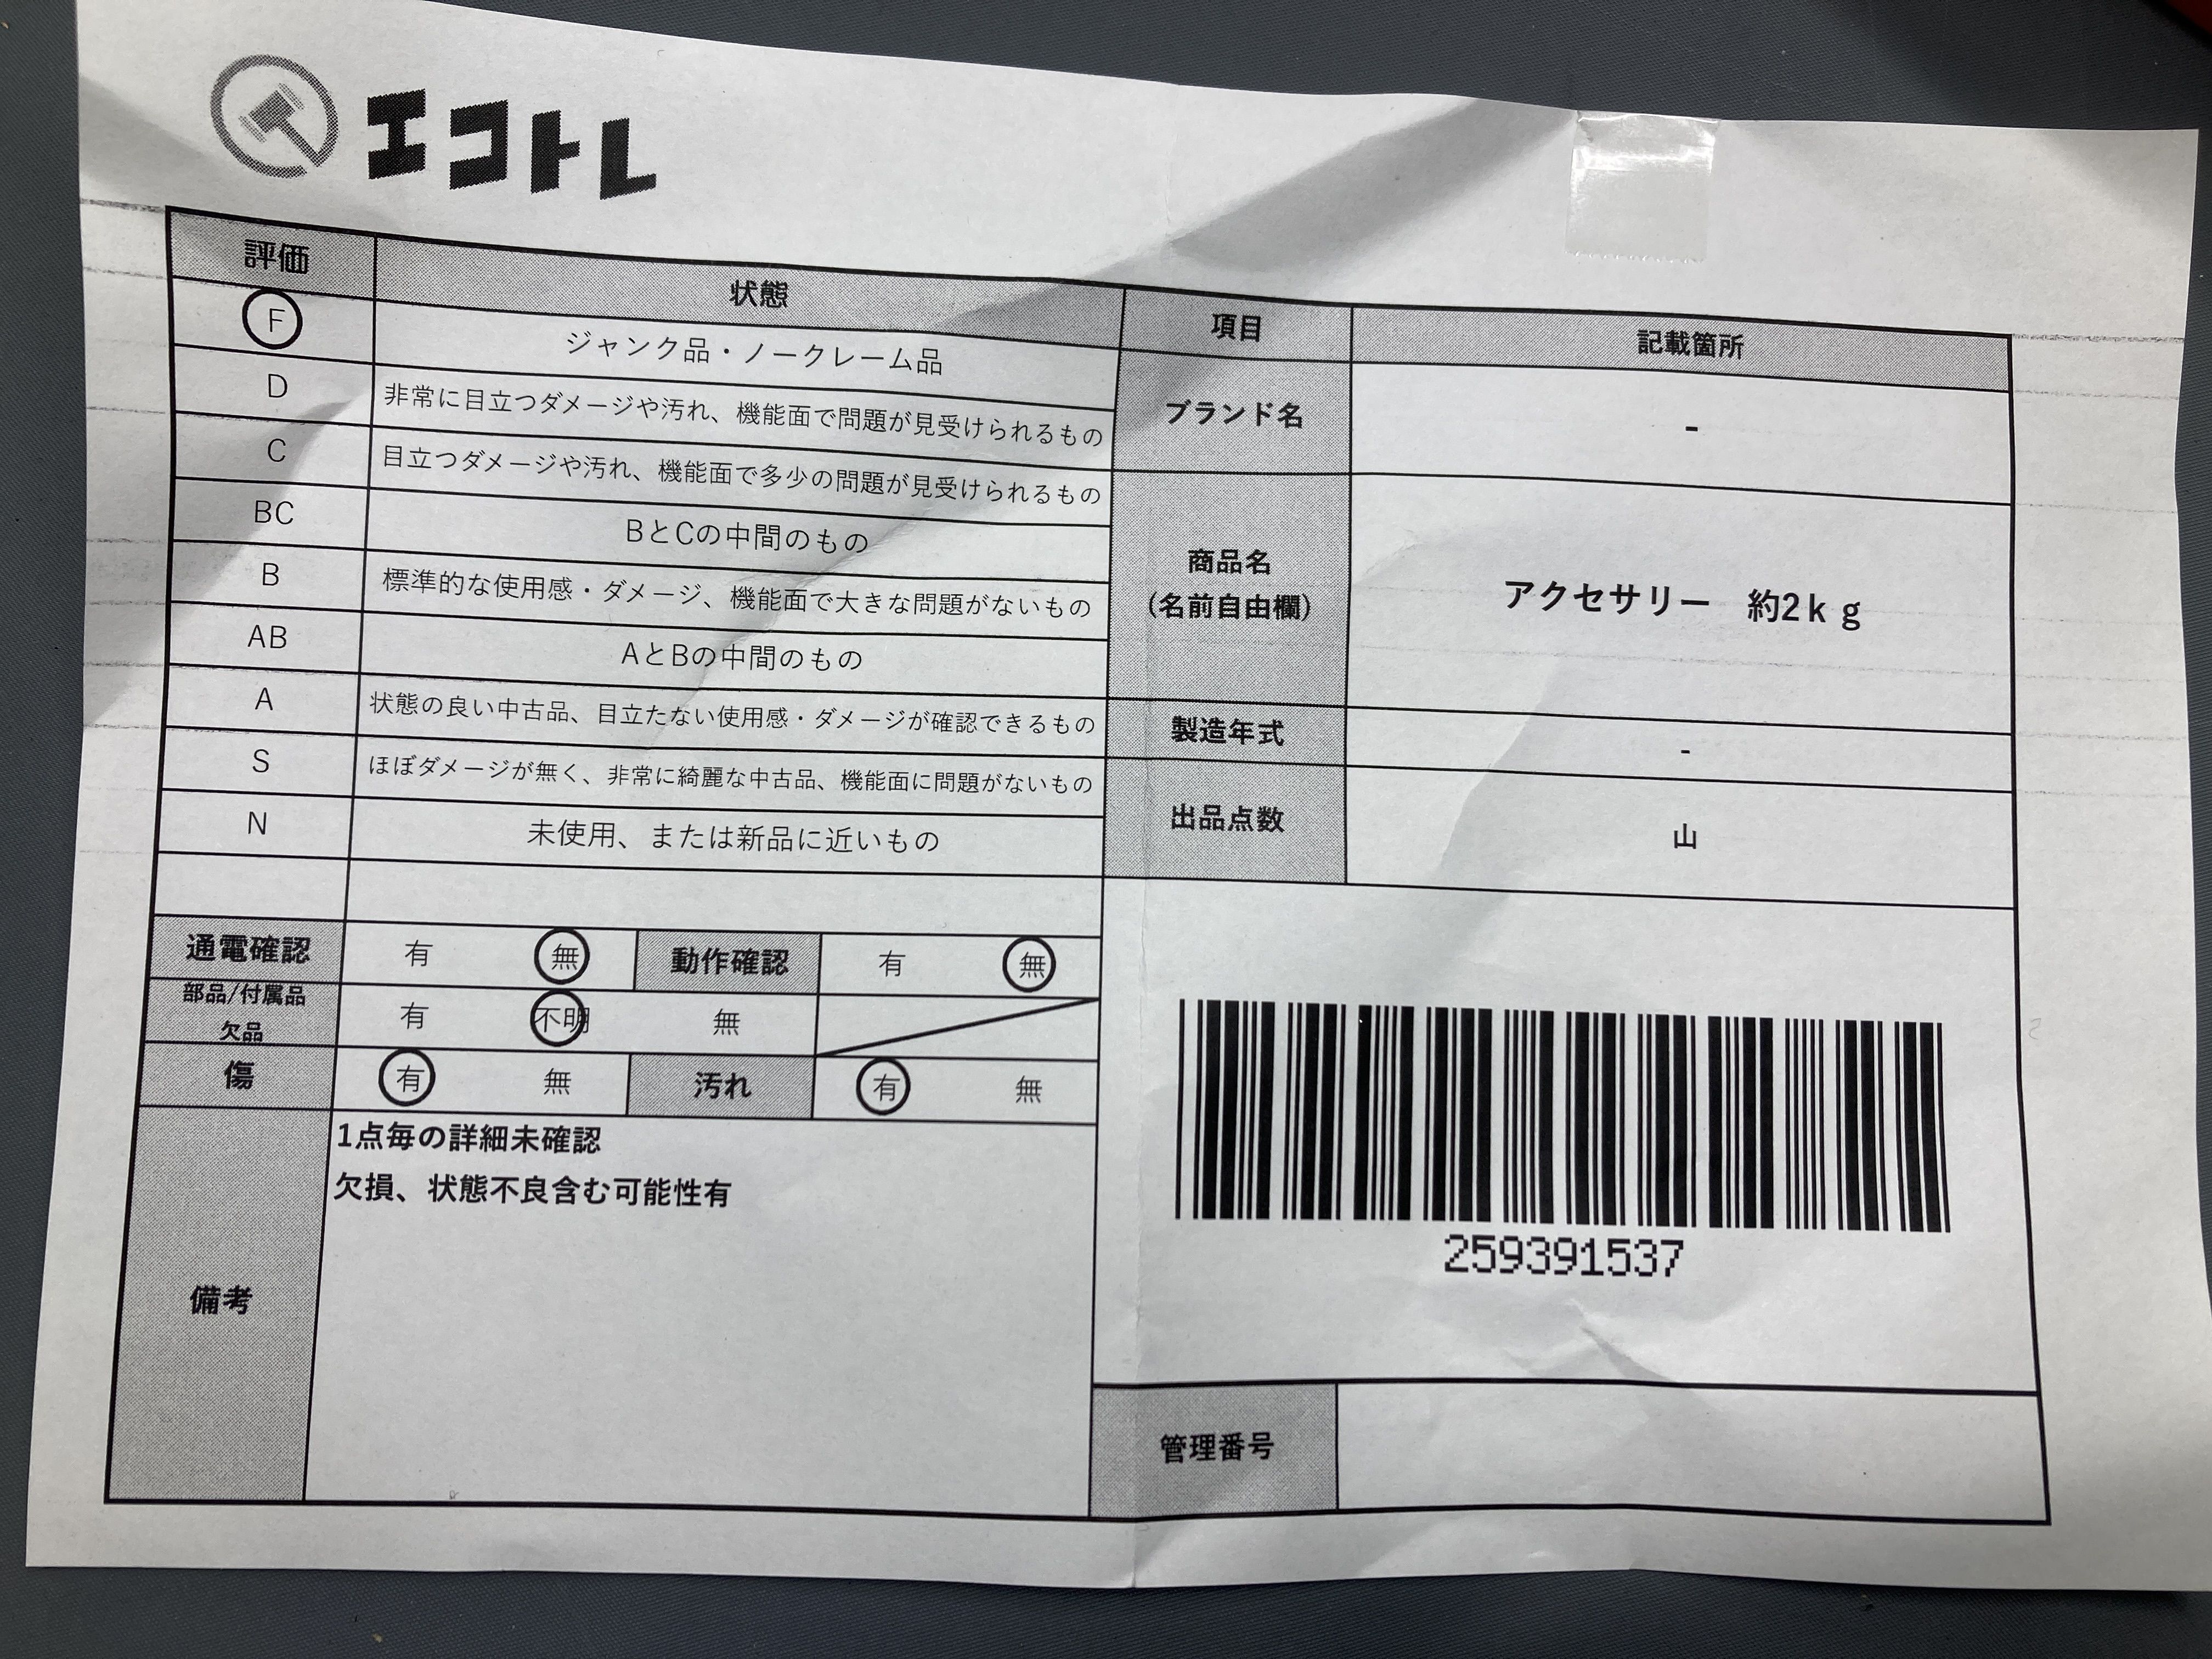 エコトレ
評価 状態
F ジャンク品・ノークレーム品
D 非常に目立つダメージや汚れ、機能面で問題が見受けられるもの
C 目立つダメージや汚れ、機能面で多少の問題が見受けられるもの
BC BとCの中間のもの
B 標準的な使用感・ダメージ、機能面で大きな問題がないもの
AB AとBの中間のもの
A 状態の良い中古品、目立たない使用感・ダメージが確認できるもの
S ほぼダメージが無く、非常に綺麗な中古品、機能面に問題がないもの
N 未使用、または新品に近いもの
通電確認 有 無 動作確認 有 無
部品/付属品
欠品 有 不明 無
傷 有 無 汚れ 有 無
備考
1点毎の詳細未確認
欠損、状態不良含む可能性有
項目 記載箇所
ブランド名 -
商品名
(名前自由欄)
アクセサリー 約2kg
製造年式 -
出品点数 山
259391537
管理番号